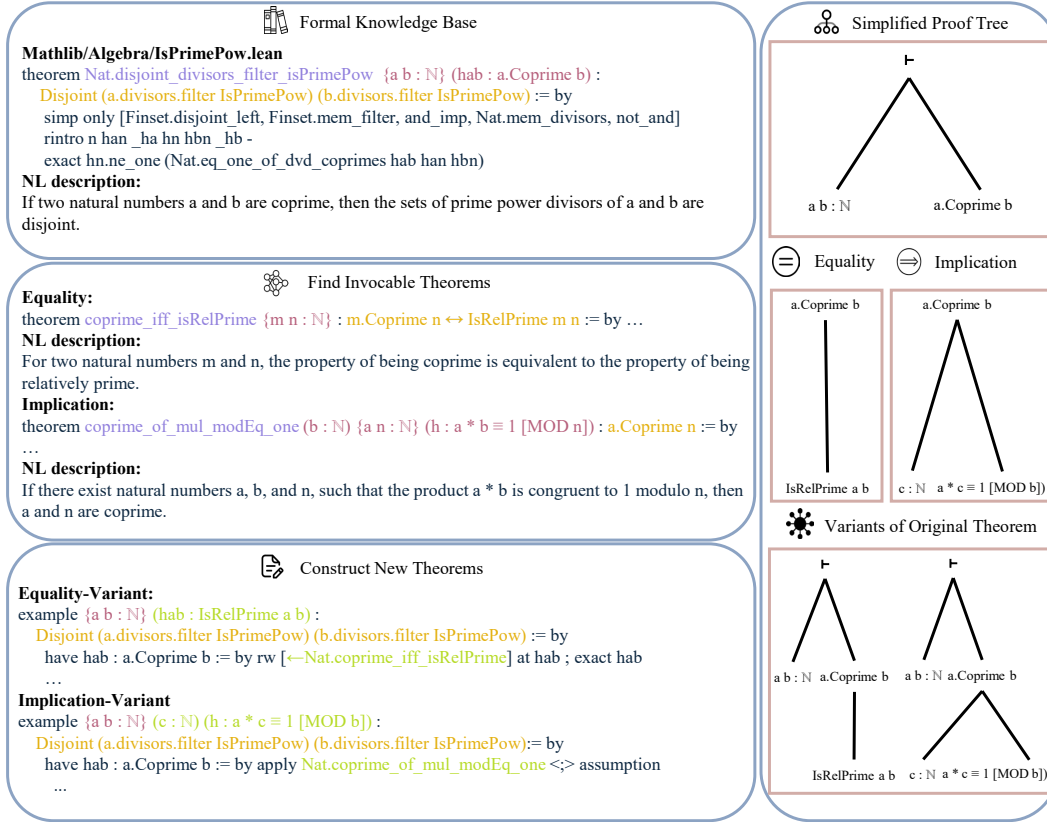 Formal Knowledge Base
Mathlib/Algebra/IsPrimePow.lean
theorem Nat.disjoint_divisors_filter_isPrimePow {a b : ℕ} (hab : a.Coprime b) :
Disjoint (a.divisors.filter IsPrimePow) (b.divisors.filter IsPrimePow) := by
simp only [Finset.disjoint_left, Finset.mem_filter, and_imp, Nat.mem_divisors, not_and]
rintro n han _ha hn hbn _hb -
exact hn.ne_one (Nat.eq_one_of_dvd_coprimes hab han hbn)
NL description:
If two natural numbers a and b are coprime, then the sets of prime power divisors of a and b are
disjoint.
Find Invocable Theorems
Equality:
theorem coprime_iff_isRelPrime {m n : ℕ} : m.Coprime n ↔ IsRelPrime m n := by …
NL description:
For two natural numbers m and n, the property of being coprime is equivalent to the property of being
relatively prime.
Implication:
theorem coprime_of_mul_modEq_one (b : ℕ) {a n : ℕ} (h : a * b ≡ 1 [MOD n]) : a.Coprime n := by
…
NL description:
If there exist natural numbers a, b, and n, such that the product a * b is congruent to 1 modulo n, then
a and n are coprime.
Construct New Theorems
Equality-Variant:
example {a b : ℕ} (hab : IsRelPrime a b) :
Disjoint (a.divisors.filter IsPrimePow) (b.divisors.filter IsPrimePow) := by
have hab : a.Coprime b := by rw [←Nat.coprime_iff_isRelPrime] at hab ; exact hab
…
Implication-Variant
example {a b : ℕ} (c : ℕ) (h : a * c ≡ 1 [MOD b]) :
Disjoint (a.divisors.filter IsPrimePow) (b.divisors.filter IsPrimePow):= by
have hab : a.Coprime b := by apply Nat.coprime_of_mul_modEq_one <;> assumption
...
Simplified Proof Tree
⊢
a b : ℕ a.Coprime b
= Equality ⇒ Implication
a.Coprime b a.Coprime b
IsRelPrime a b c : ℕ a * c ≡ 1 [MOD b])
Variants of Original Theorem
⊢ ⊢
a b : ℕ a.Coprime b a b : ℕ a.Coprime b
IsRelPrime a b c : ℕ a * c ≡ 1 [MOD b])